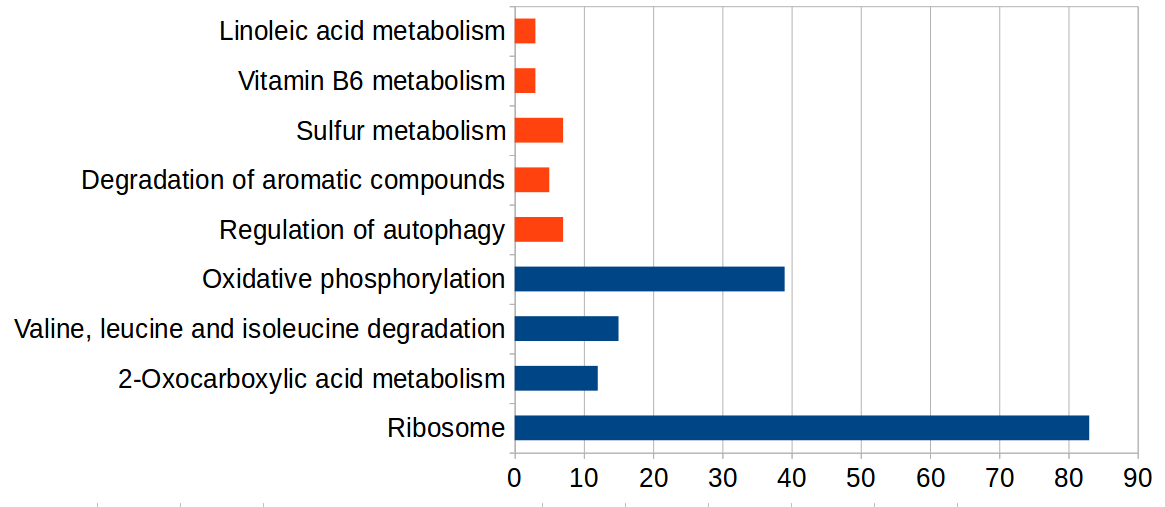 Linoleic acid metabolism
Vitamin B6 metabolism
Sulfur metabolism
Degradation of aromatic compounds
Regulation of autophagy
Oxidative phosphorylation
Valine, leucine and isoleucine degradation
2-Oxocarboxylic acid metabolism
Ribosome
0 10 20 30 40 50 60 70 80 90